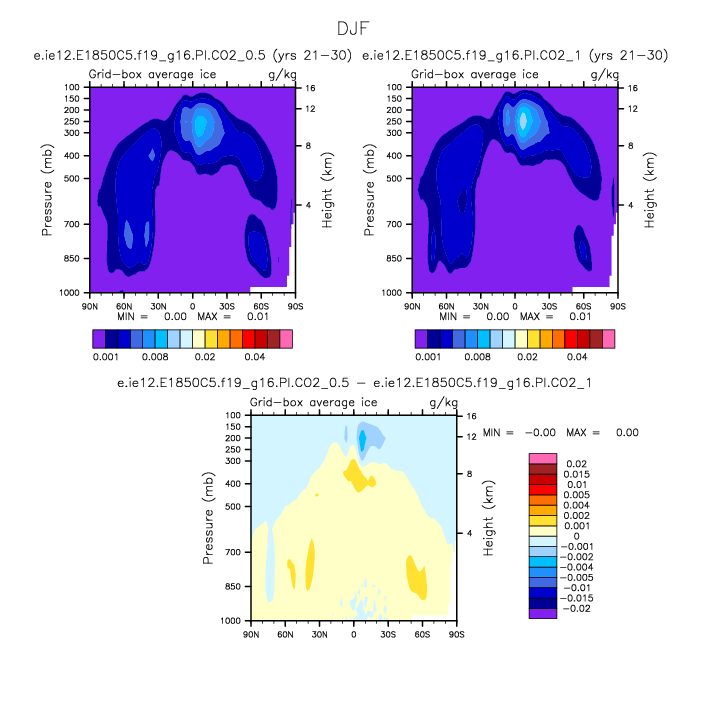 DJF
e.ie12.E1850C5.f19_g16.PI.CO2_0.5 (yrs 21-30) e.ie12.E1850C5.f19_g16.PI.CO2_1 (yrs 21-30)
Grid-box average ice g/kg Grid-box average ice g/kg
100 150 200 250 300 400 500 700 850 1000
Pressure (mb)
16 12 8 4
Height (km)
90N 60N 30N 0 30S 60S 90S
MIN = 0.00 MAX = 0.01
0.001 0.008 0.02 0.04
100 150 200 250 300 400 500 700 850 1000
Pressure (mb)
16 12 8 4
Height (km)
90N 60N 30N 0 30S 60S 90S
MIN = 0.00 MAX = 0.01
0.001 0.008 0.02 0.04
e.ie12.E1850C5.f19_g16.PI.CO2_0.5 - e.ie12.E1850C5.f19_g16.PI.CO2_1
Grid-box average ice g/kg
100 150 200 250 300 400 500 700 850 1000
Pressure (mb)
16 12 8 4
Height (km)
90N 60N 30N 0 30S 60S 90S
MIN = -0.00 MAX = 0.00
0.02
0.015
0.01
0.005
0.004
0.002
0.001
0
-0.001
-0.002
-0.004
-0.005
-0.01
-0.015
-0.02